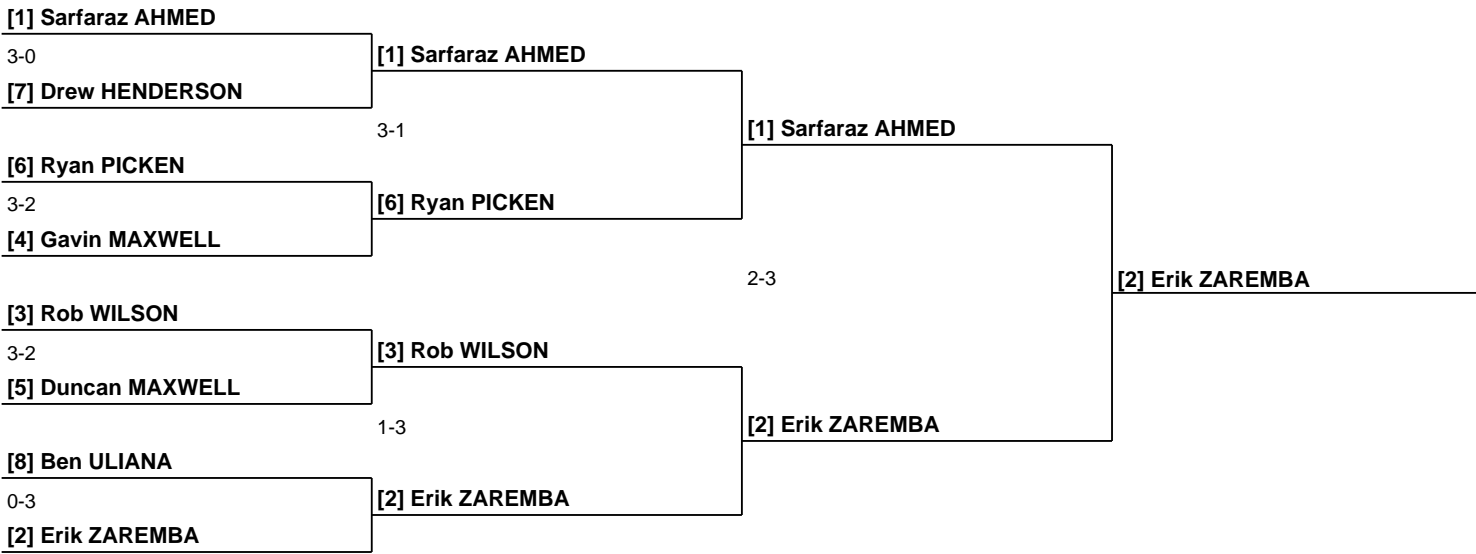 [1] Sarfaraz AHMED
3-0
[1] Sarfaraz AHMED
[7] Drew HENDERSON
3-1
[1] Sarfaraz AHMED
[6] Ryan PICKEN
3-2
[6] Ryan PICKEN
[4] Gavin MAXWELL
2-3
[2] Erik ZAREMBA
[3] Rob WILSON
3-2
[3] Rob WILSON
[5] Duncan MAXWELL
1-3
[2] Erik ZAREMBA
[8] Ben ULIANA
0-3
[2] Erik ZAREMBA
[2] Erik ZAREMBA